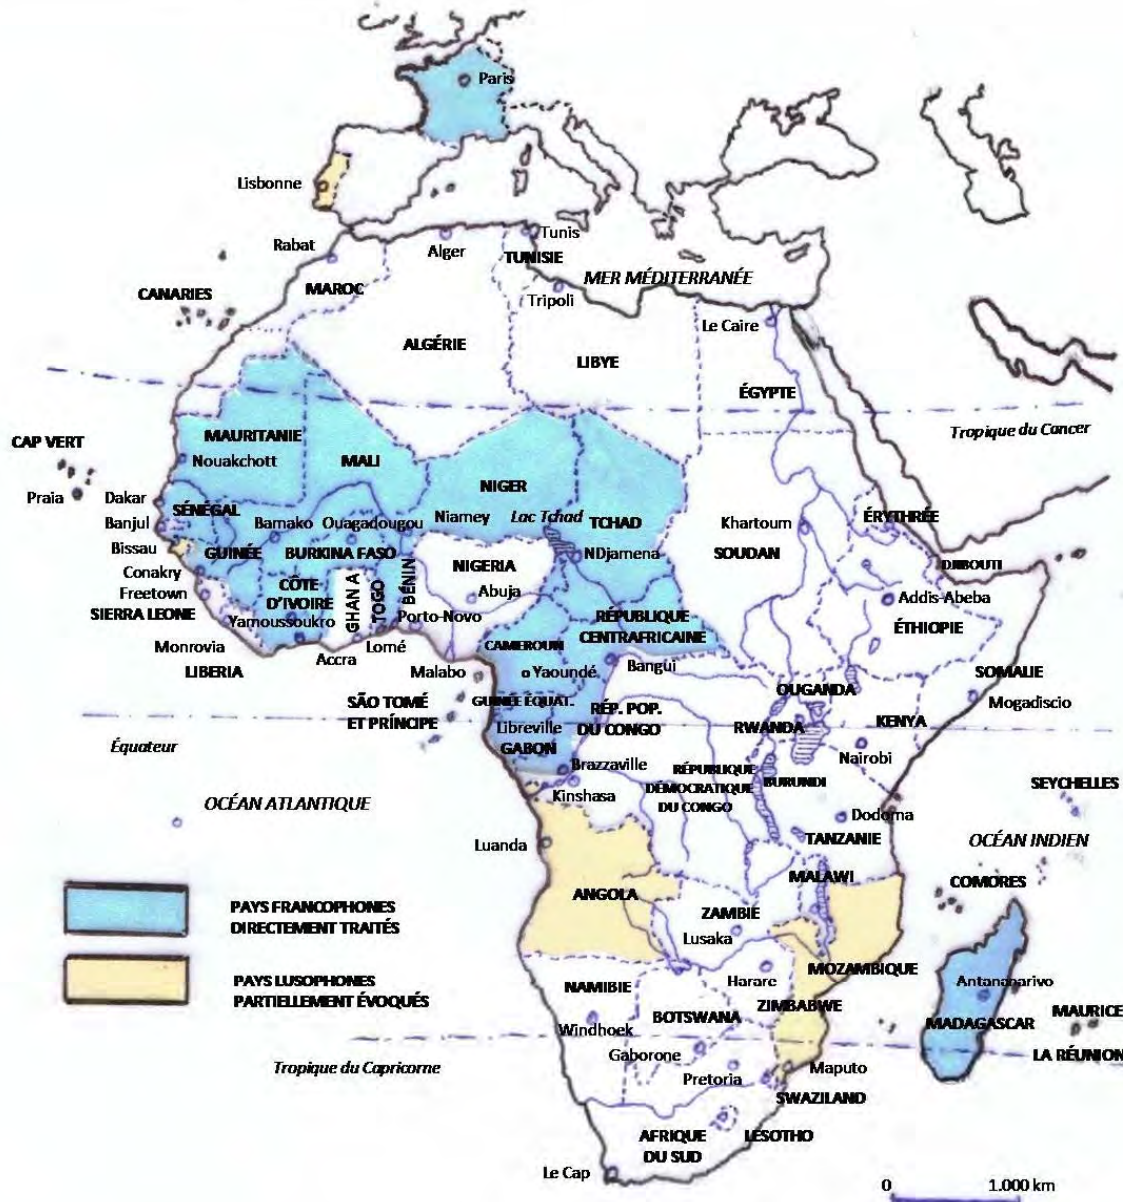 Paris
Lisbonne
Rabat
Alger
Tunis
TUNISIE
MER MÉDITERRANÉE
MAROC
Tripoli
CANARIES
Le Caire
ALGÉRIE
LIBYE
ÉGYPTE
MAURITANIE
Tropique du Cancer
CAP VERT
Nouakchott
MALI
NIGER
Praia
Dakar
SÉNÉGAL
Niamey
Lac Tchad
TCHAD
ÉRYTHRÉE
Banjul
Bamako
Ouagadougou
Khartoum
Bissau
GUINÉE
BURKINA FASO
NDjamena
SOUDAN
DJIBOUTI
NIGERIA
Conakry
CÔTE
D'IVOIRE
GHANA
TOGO
BÉNIN
Abuja
Addis-Abeba
Freetown
SIERRA LEONE
Yamoussoukro
Porto-Novo
RÉPUBLIQUE
CENTRAFRICAINE
ÉTHIOPIE
Monrovia
Accra
Lomé
CAMEROUN
LIBERIA
Malabo
Yaoundé
Bangui
SOMALIE
OUGANDA
SÃO TOMÉ
ET PRÍNCIPE
GUINÉE ÉQUAT.
RÉP. POP.
DU CONGO
Mogadiscio
RWANDA
KENYA
Équateur
Libreville
GABON
Nairobi
Brazzaville
RÉPUBLIQUE
DÉMOCRATIQUE
DU CONGO
BURUNDI
SEYCHELLES
Kinshasa
OCÉAN ATLANTIQUE
Dodoma
TANZANIE
OCÉAN INDIEN
Luanda
MALAWI
COMORES
ANGOLA
PAYS FRANCOPHONES
DIRECTEMENT TRAITÉS
ZAMBIE
Lusaka
MOZAMBIQUE
PAYS LUSOPHONES
PARTIELLEMENT ÉVOQUÉS
NAMIBIE
Harare
Antananarivo
ZIMBABWE
BOTSWANA
MADAGASCAR
MAURICE
Windhoek
Gaborone
LA RÉUNION
Tropique du Capricorne
Pretoria
Maputo
SWAZILAND
AFRIQUE
DU SUD
LESOTHO
Le Cap
0 1.000 km